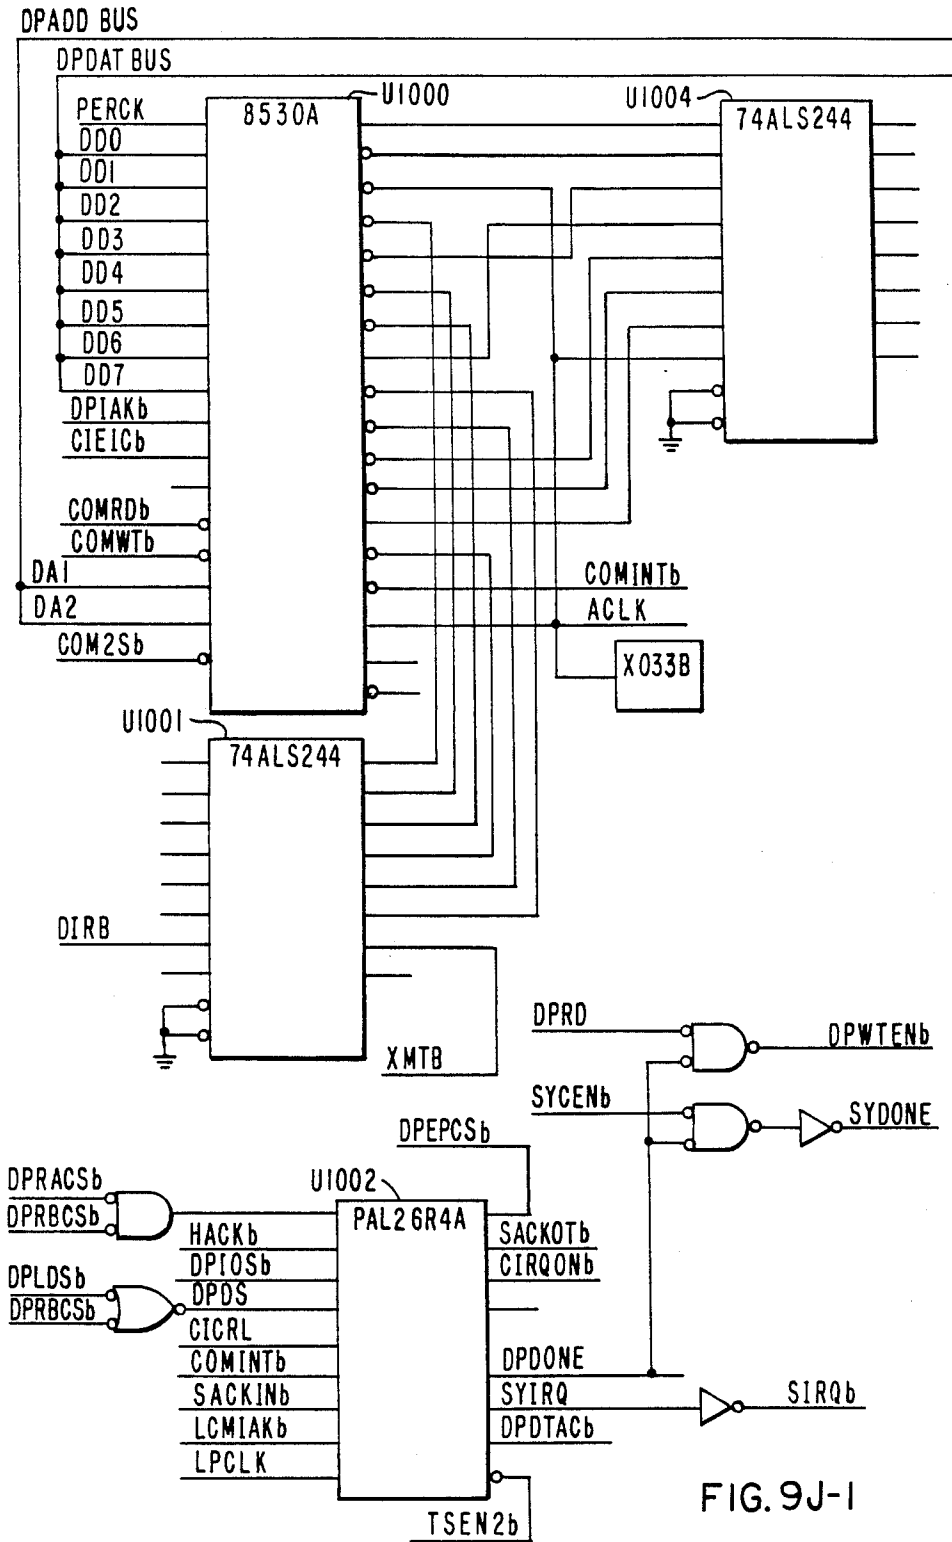 DPADD BUS
DPDAT BUS
PERCK
DD0
DD1
DD2
DD3
DD4
DD5
DD6
DD7
DPIAKb
CIEICb
COMRDb
COMWTb
DA1
DA2
COM2Sb
8530A
U1000
U1004
74ALS244
COMINTb
ACLK
X033B
U1001
74ALS244
DIRB
XMTB
DPRD
DPWTENb
SYCENb
SYDONE
DPEPCSb
U1002
PAL26R4A
DPRACSb
DPRBCSb
HACKb
DPIOSb
DPLDSb
DPRBCSb
DPDS
CICRL
COMINTb
SACKINb
LCMIAKb
LPCLK
SACKOTb
CIRQONb
DPDONE
SYIRQ
SIRQb
DPDTACb
TSEN2b
FIG. 9J-1